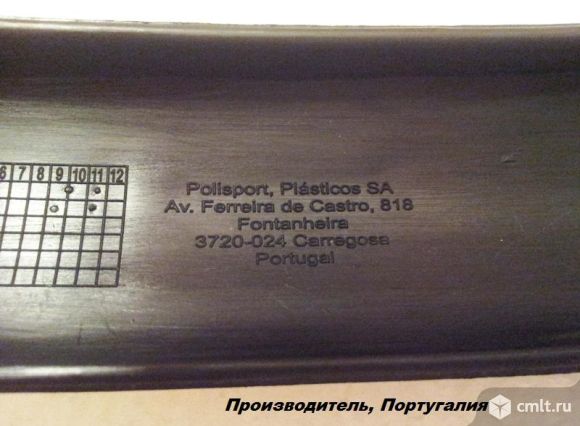 6 7 8 9 10 11 12
Polisport, Plásticos SA
Av. Ferreira de Castro, 818
Fontanheira
3720-024 Carregosa
Portugal
Производитель, Португалия
cmlt.ru